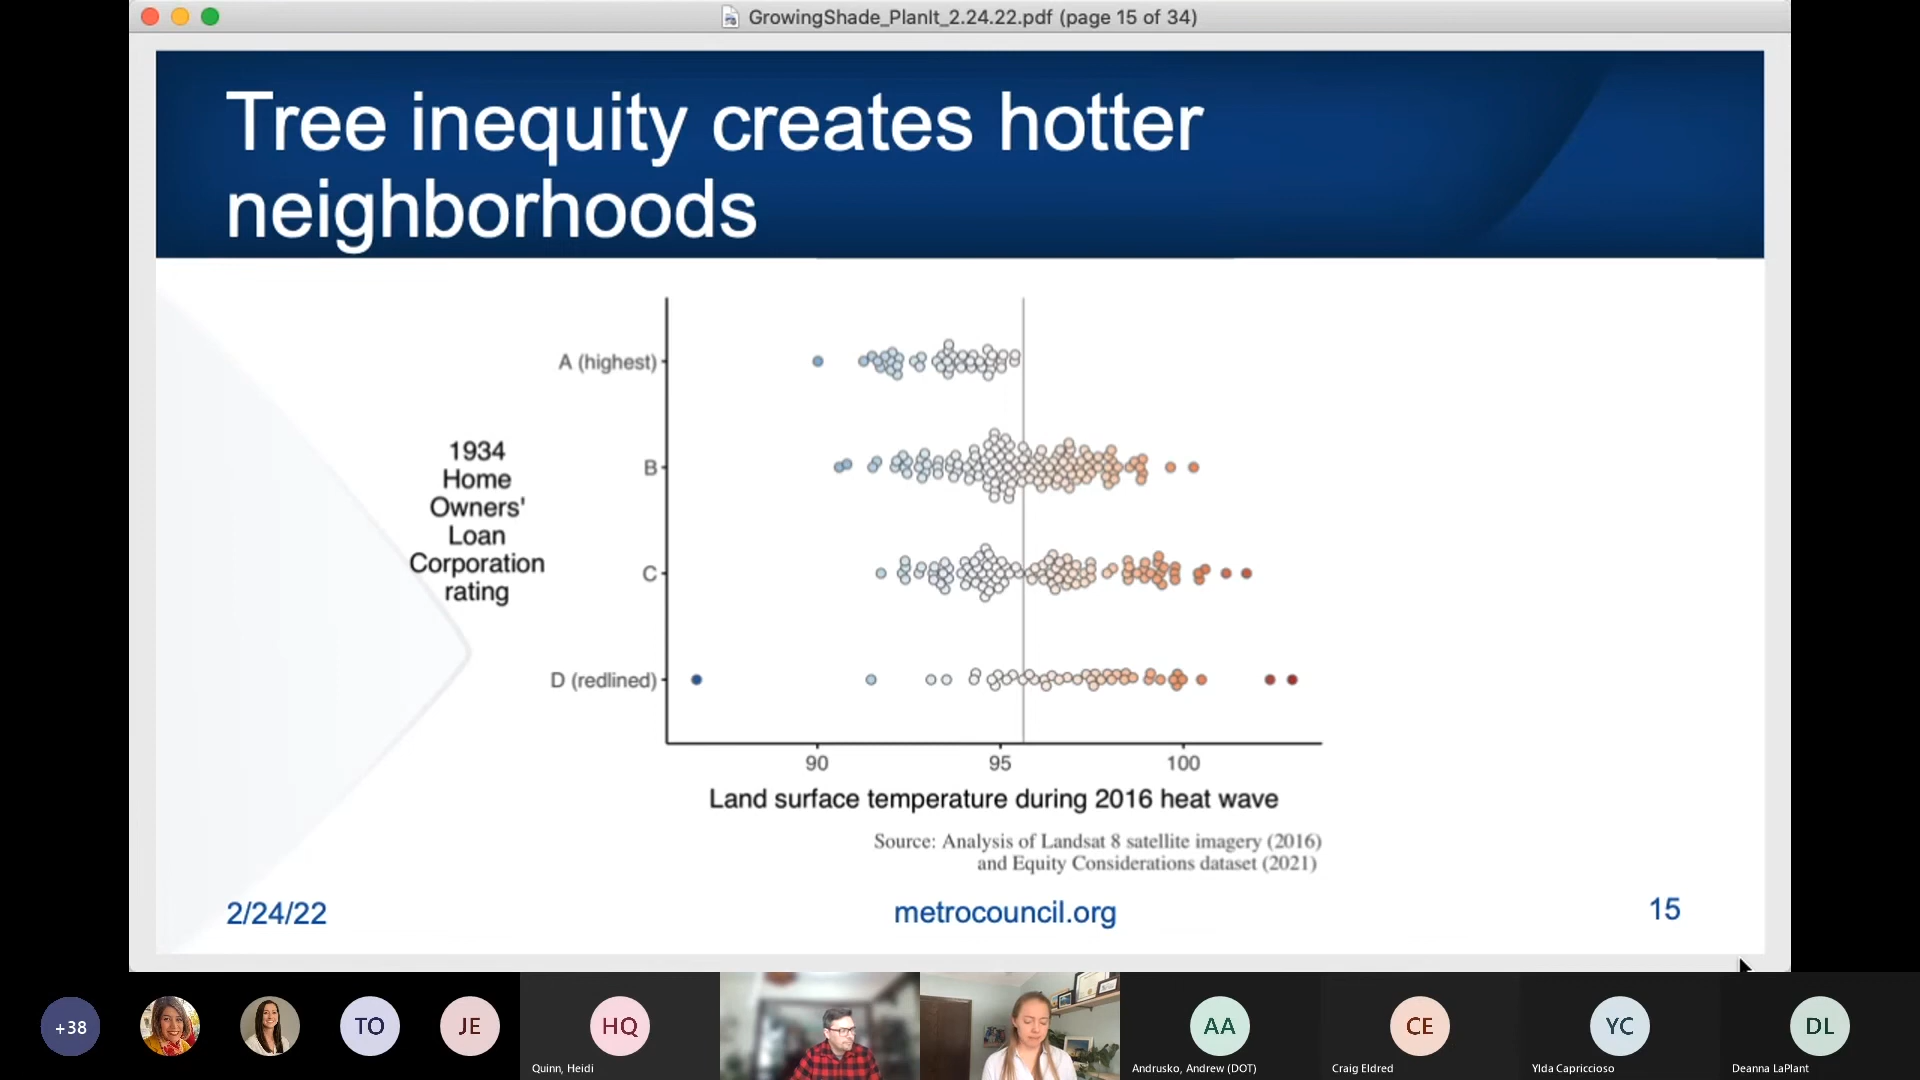 GrowingShade_PlanIt_2.24.22.pdf (page 15 of 34)
Tree inequity creates hotter
neighborhoods
A (highest)
B
C
D (redlined)
1934
Home
Owners'
Loan
Corporation
rating
90
95
100
Land surface temperature during 2016 heat wave
Source: Analysis of Landsat 8 satellite imagery (2016)
and Equity Considerations dataset (2021)
2/24/22
metrocouncil.org
15
+38
TO
JE
HQ
Quinn, Heidi
AA
Andrusko, Andrew (DOT)
CE
Craig Eldred
YC
Ylda Capriccioso
DL
Deanna LaPlant